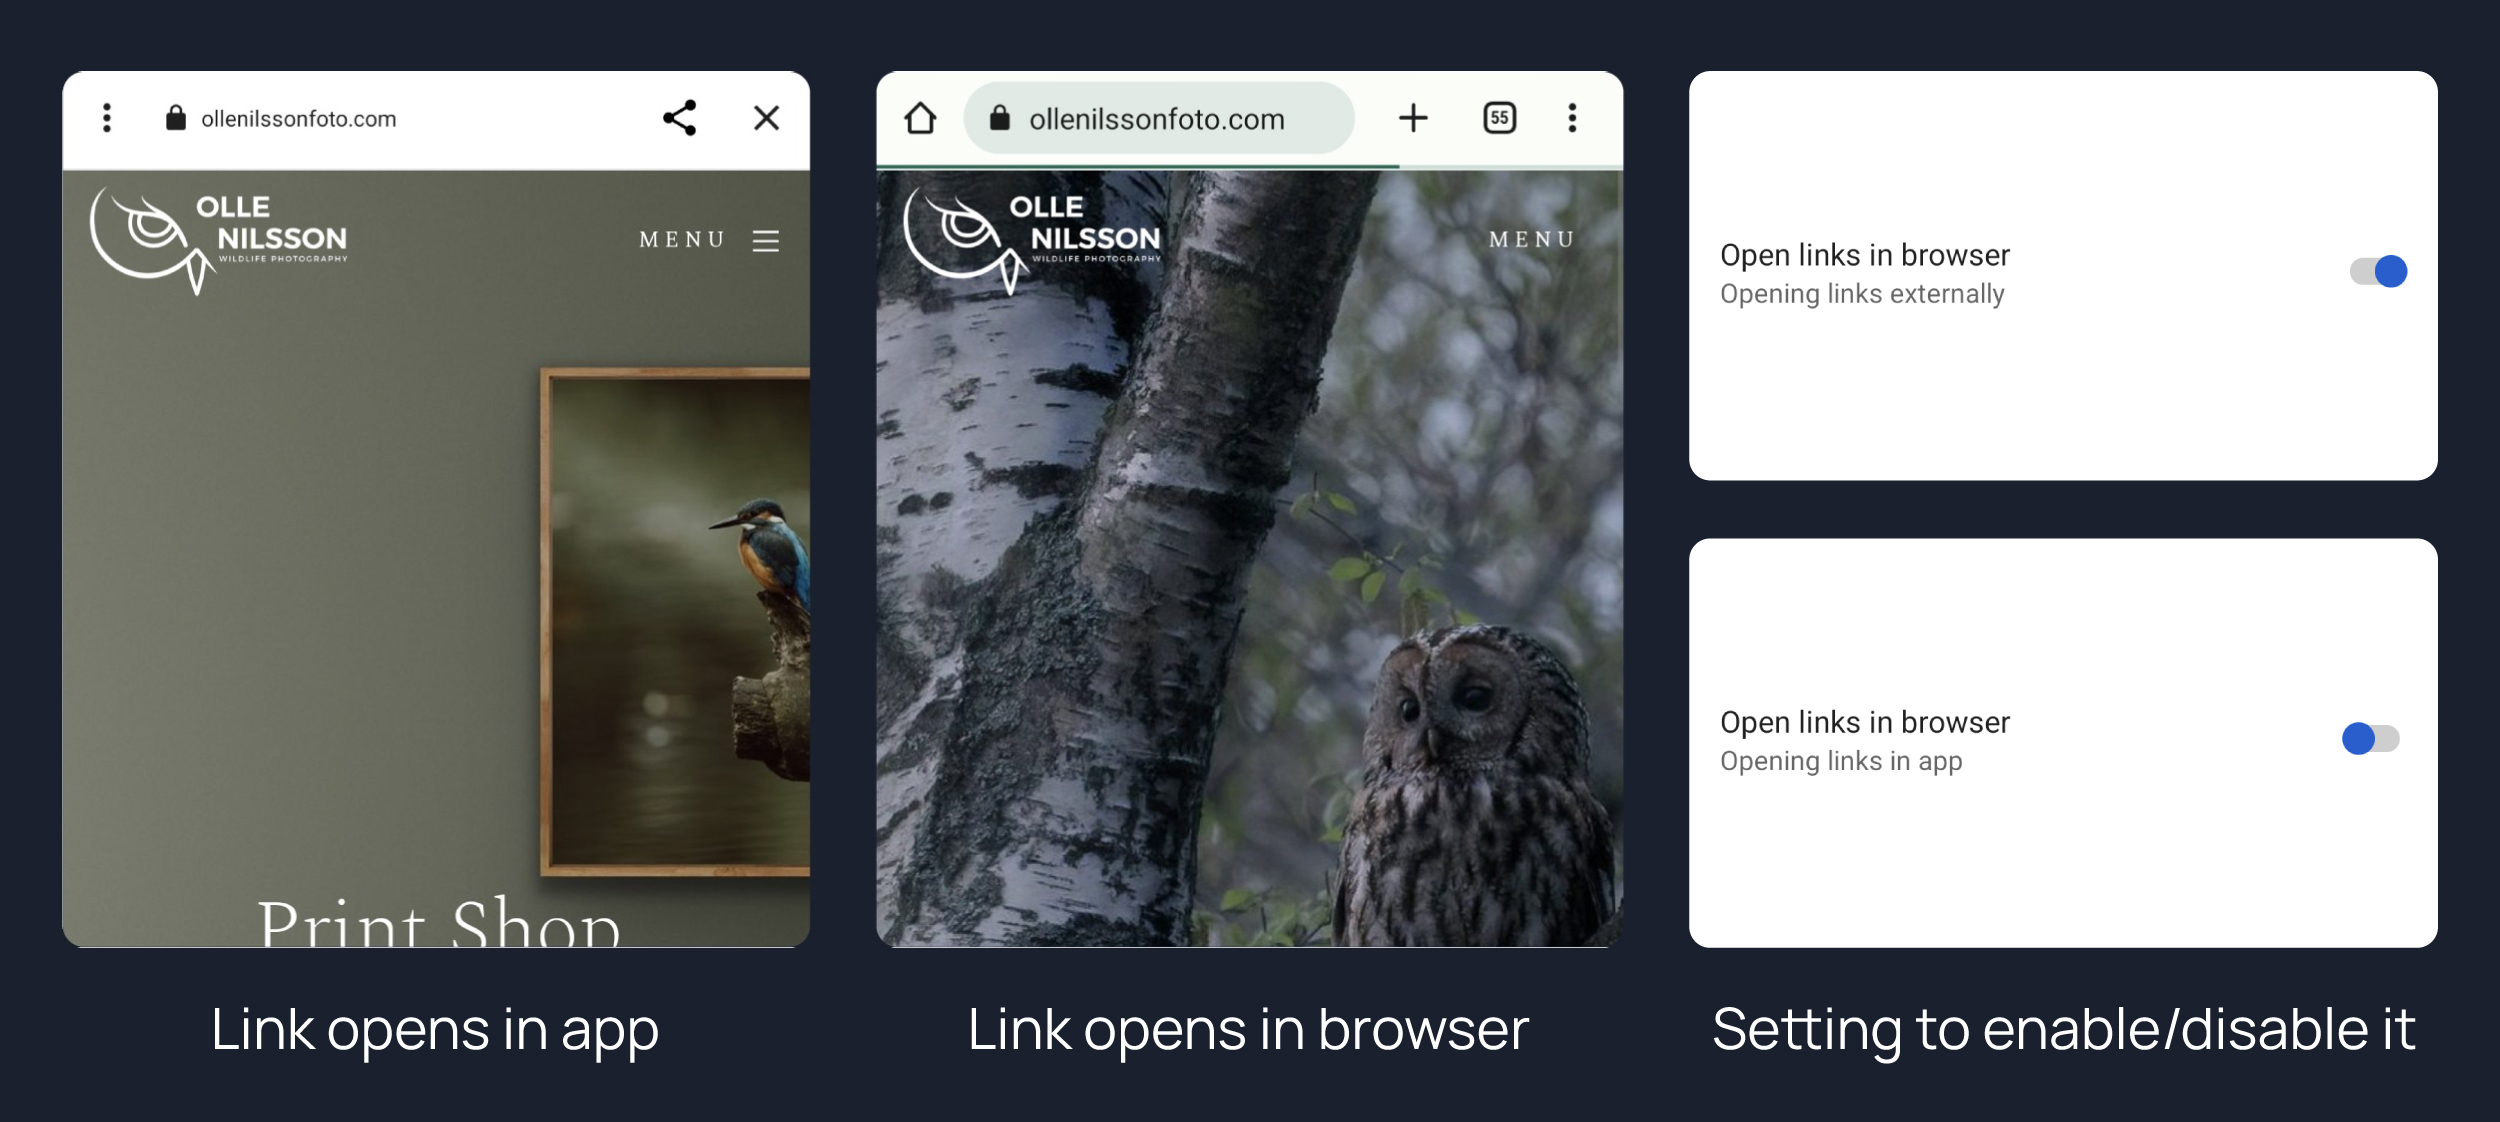 ollenilssonfoto.com
OLLE
NILSSON
WILDLIFE PHOTOGRAPHY
MENU
Print Shop
Link opens in app
ollenilssonfoto.com
55
OLLE
NILSSON
WILDLIFE PHOTOGRAPHY
MENU
Link opens in browser
Open links in browser
Opening links externally
Open links in browser
Opening links in app
Setting to enable/disable it